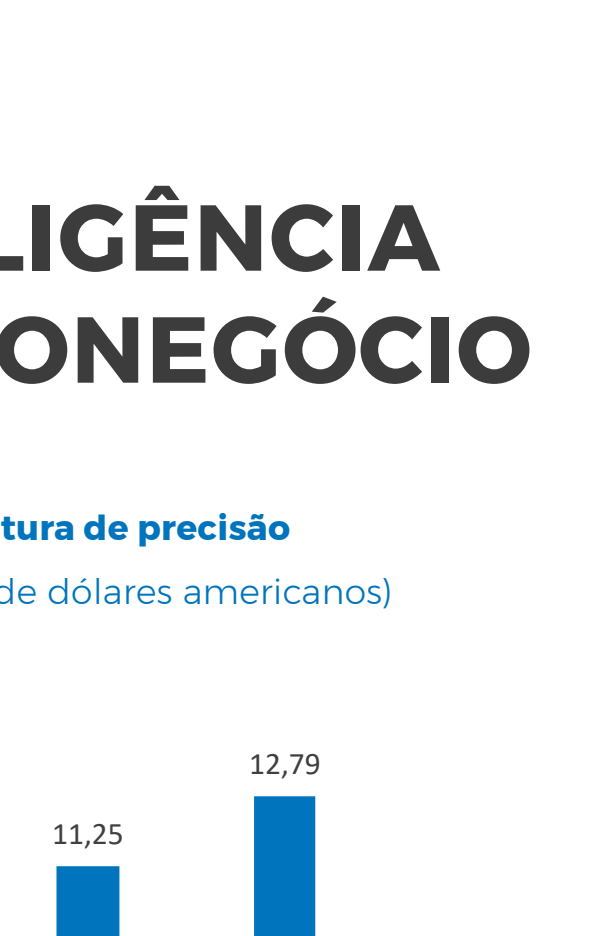 LIGÊNCIA
ONEGÓCIO
tura de precisão
de dólares americanos)
12,79
11,25